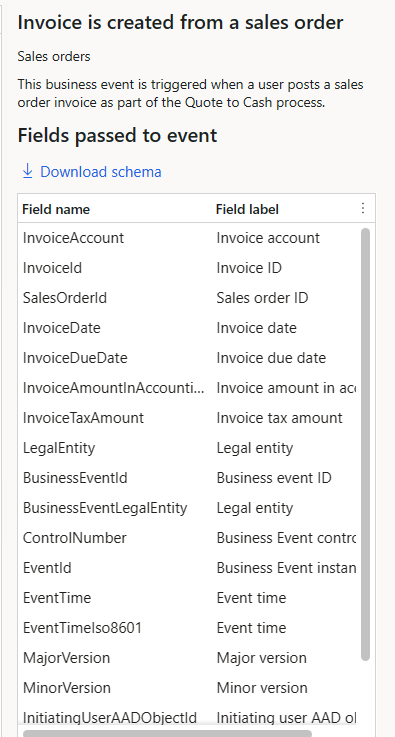 Invoice is created from a sales order
Sales orders
This business event is triggered when a user posts a sales
order invoice as part of the Quote to Cash process.
Fields passed to event
Download schema
Field name Field label
InvoiceAccount Invoice account
InvoiceId Invoice ID
SalesOrderId Sales order ID
InvoiceDate Invoice date
InvoiceDueDate Invoice due date
InvoiceAmountInAccounti... Invoice amount in acc
InvoiceTaxAmount Invoice tax amount
LegalEntity Legal entity
BusinessEventId Business event ID
BusinessEventLegalEntity Legal entity
ControlNumber Business Event contro
EventId Business Event instan
EventTime Event time
EventTimeIso8601 Event time
MajorVersion Major version
MinorVersion Minor version
InitiatingUserAADObjectId Initiating user AAD ob